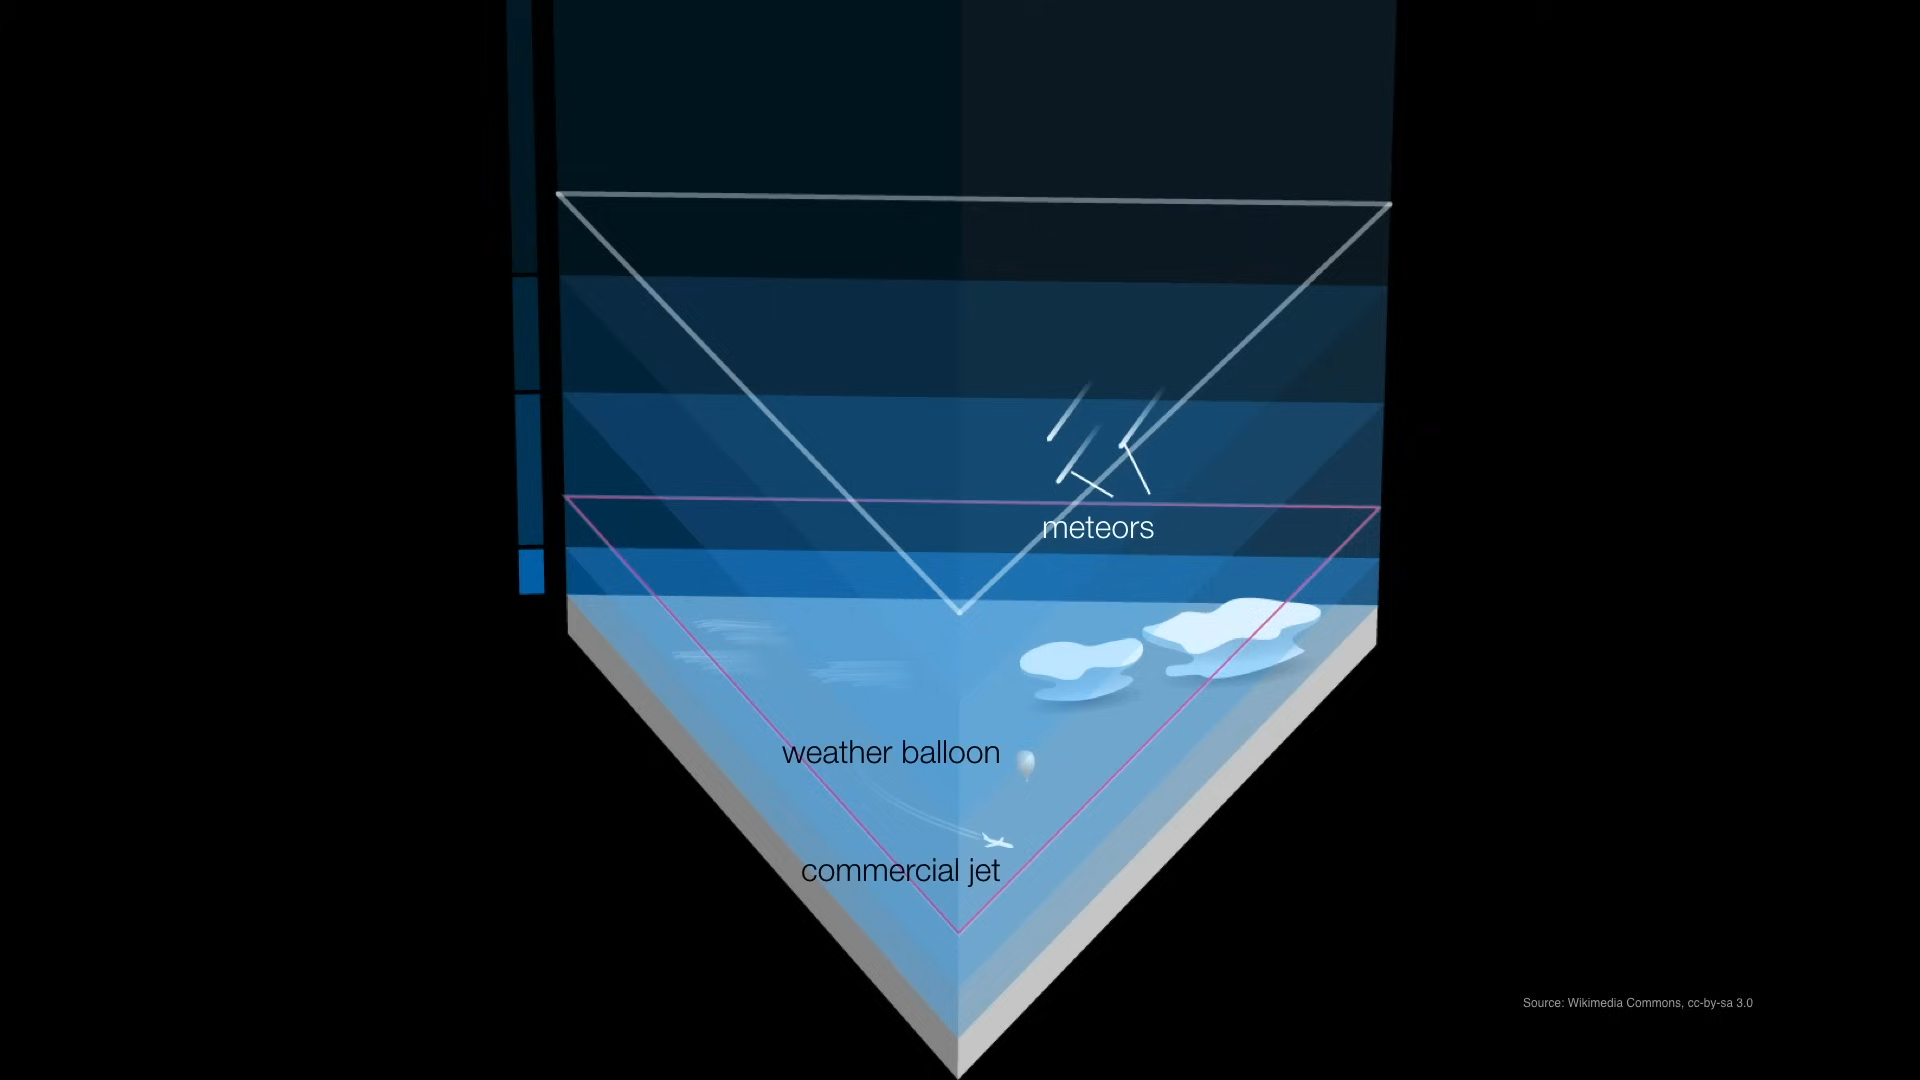 meteors
weather balloon
commercial jet
Source: Wikimedia Commons, cc-by-sa 3.0